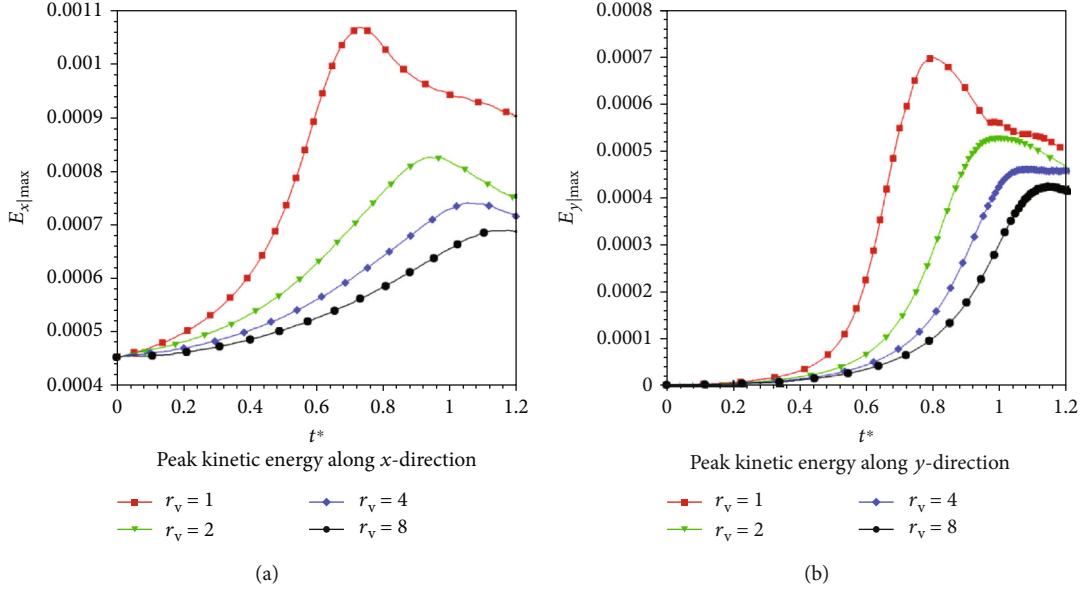 0.0011
0.001
0.0009
0.0008
0.0007
0.0006
0.0005
0.0004
E_x|max
0 0.2 0.4 0.6 0.8 1 1.2
t*
Peak kinetic energy along x-direction
r_v = 1 r_v = 4
r_v = 2 r_v = 8
(a)
0.0008
0.0007
0.0006
0.0005
0.0004
0.0003
0.0002
0.0001
0
E_y|max
0 0.2 0.4 0.6 0.8 1 1.2
t*
Peak kinetic energy along y-direction
r_v = 1 r_v = 4
r_v = 2 r_v = 8
(b)